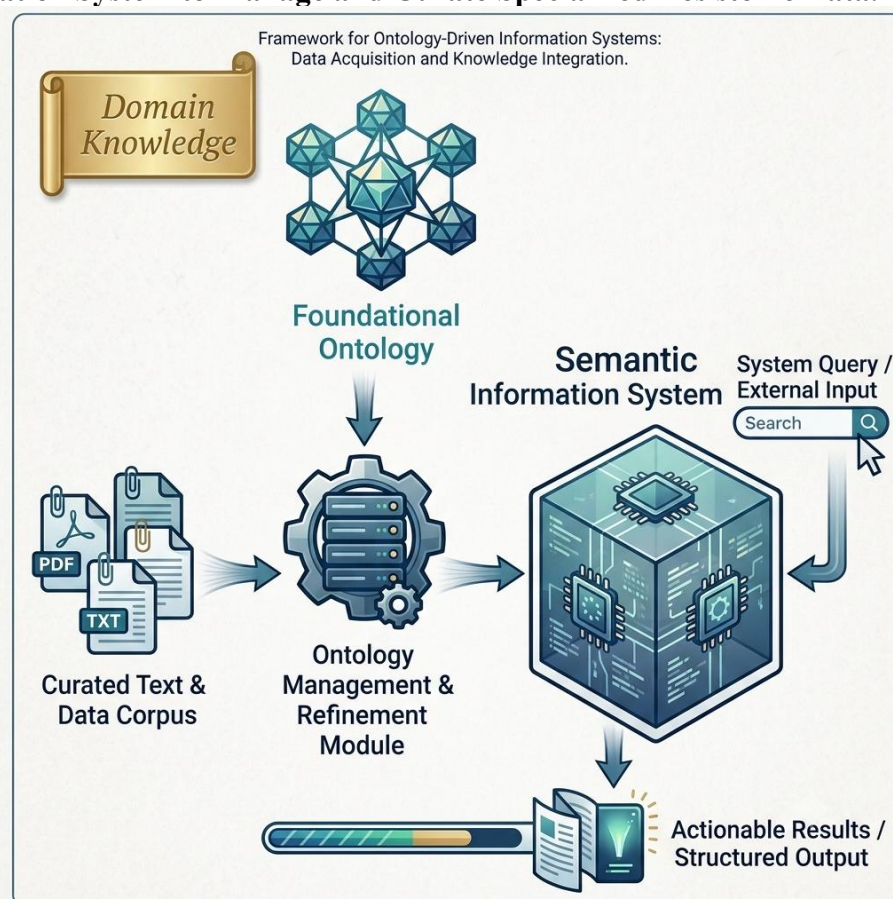 Framework for Ontology-Driven Information Systems:
Data Acquisition and Knowledge Integration.
Domain
Knowledge
Foundational
Ontology
Semantic
Information System
System Query /
External Input
Search
PDF
TXT
Curated Text &
Data Corpus
Ontology
Management &
Refinement
Module
Actionable Results /
Structured Output